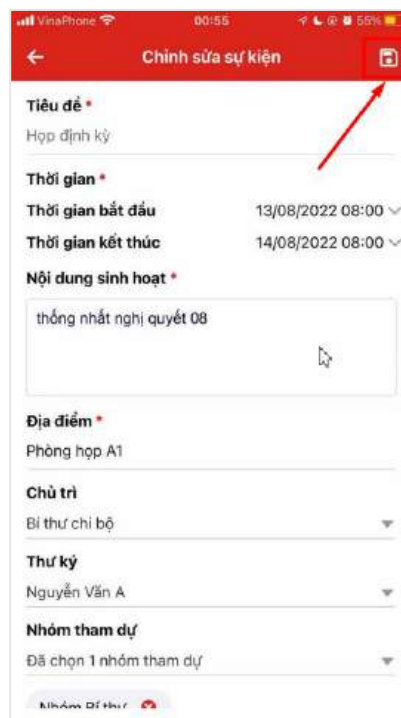 VinaPhone 00:55 55%
Chỉnh sửa sự kiện
Tiêu đề *
Họp định kỳ
Thời gian *
Thời gian bắt đầu 13/08/2022 08:00
Thời gian kết thúc 14/08/2022 08:00
Nội dung sinh hoạt *
thống nhất nghị quyết 08
Địa điểm *
Phòng họp A1
Chủ trì
Bí thư chi bộ
Thư ký
Nguyễn Văn A
Nhóm tham dự
Đã chọn 1 nhóm tham dự
Nhóm Bí thư